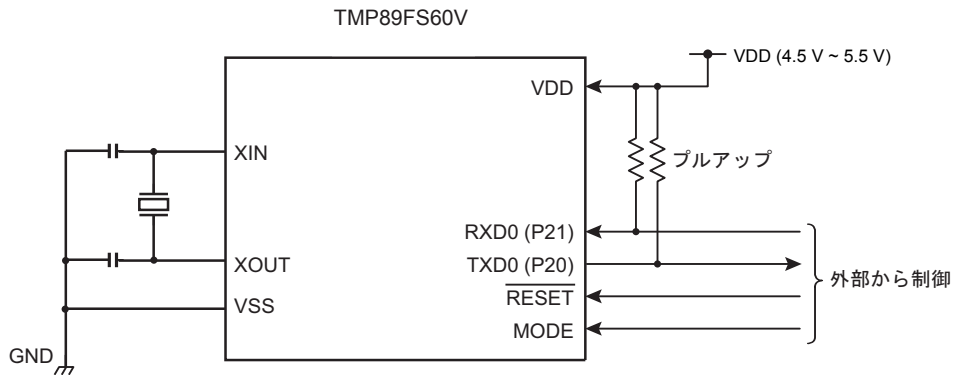 TMP89FS60V
VDD (4.5 V ~ 5.5 V)
VDD
XIN
プルアップ
RXD0 (P21)
XOUT
TXD0 (P20)
外部から制御
RESET
VSS
MODE
GND